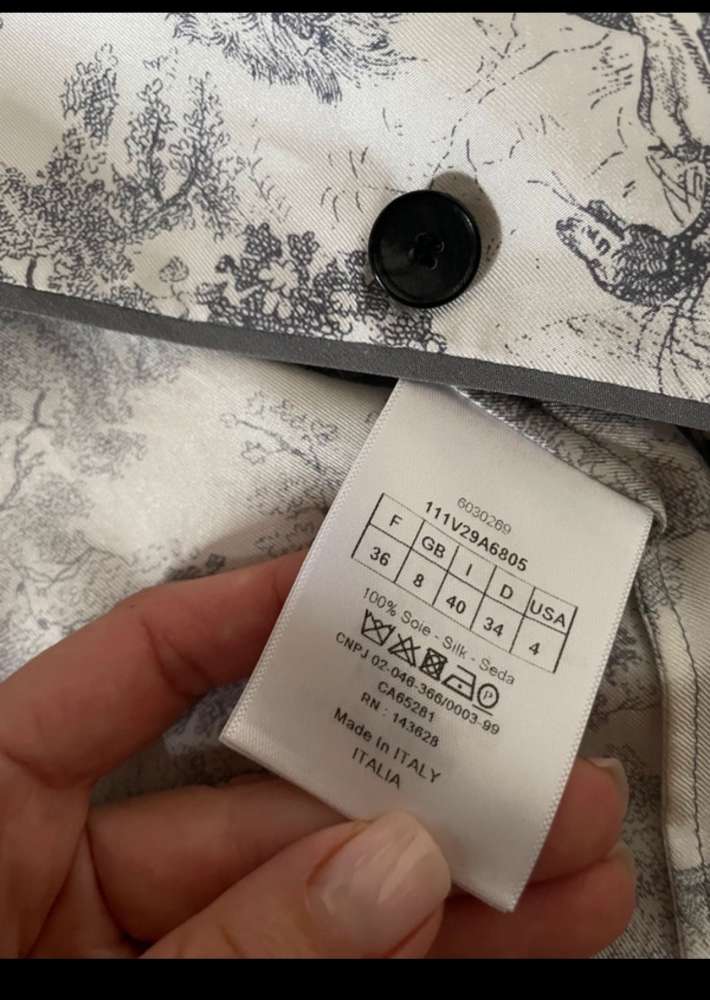 6030269
111V29A6805
F GB I D USA
36 8 40 34 4
100% Soie - Silk - Seda
CNPJ 02-046-366/0003-99
CA65281
RN : 143628
Made In ITALY
ITALIA